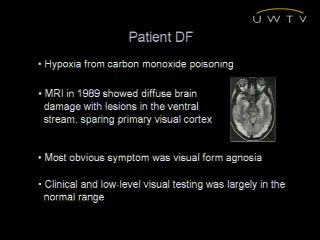 UWTV
Patient DF
• Hypoxia from carbon monoxide poisoning
• MRI in 1989 showed diffuse brain
damage with lesions in the ventral
stream, sparing primary visual cortex
• Most obvious symptom was visual form agnosia
• Clinical and low-level visual testing was largely in the
normal range